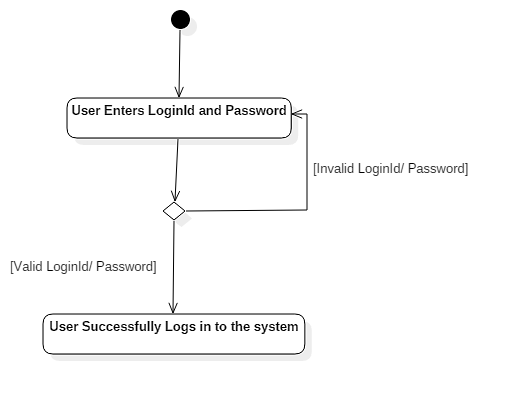 User Enters LoginId and Password
[Invalid LoginId/ Password]
[Valid LoginId/ Password]
User Successfully Logs in to the system